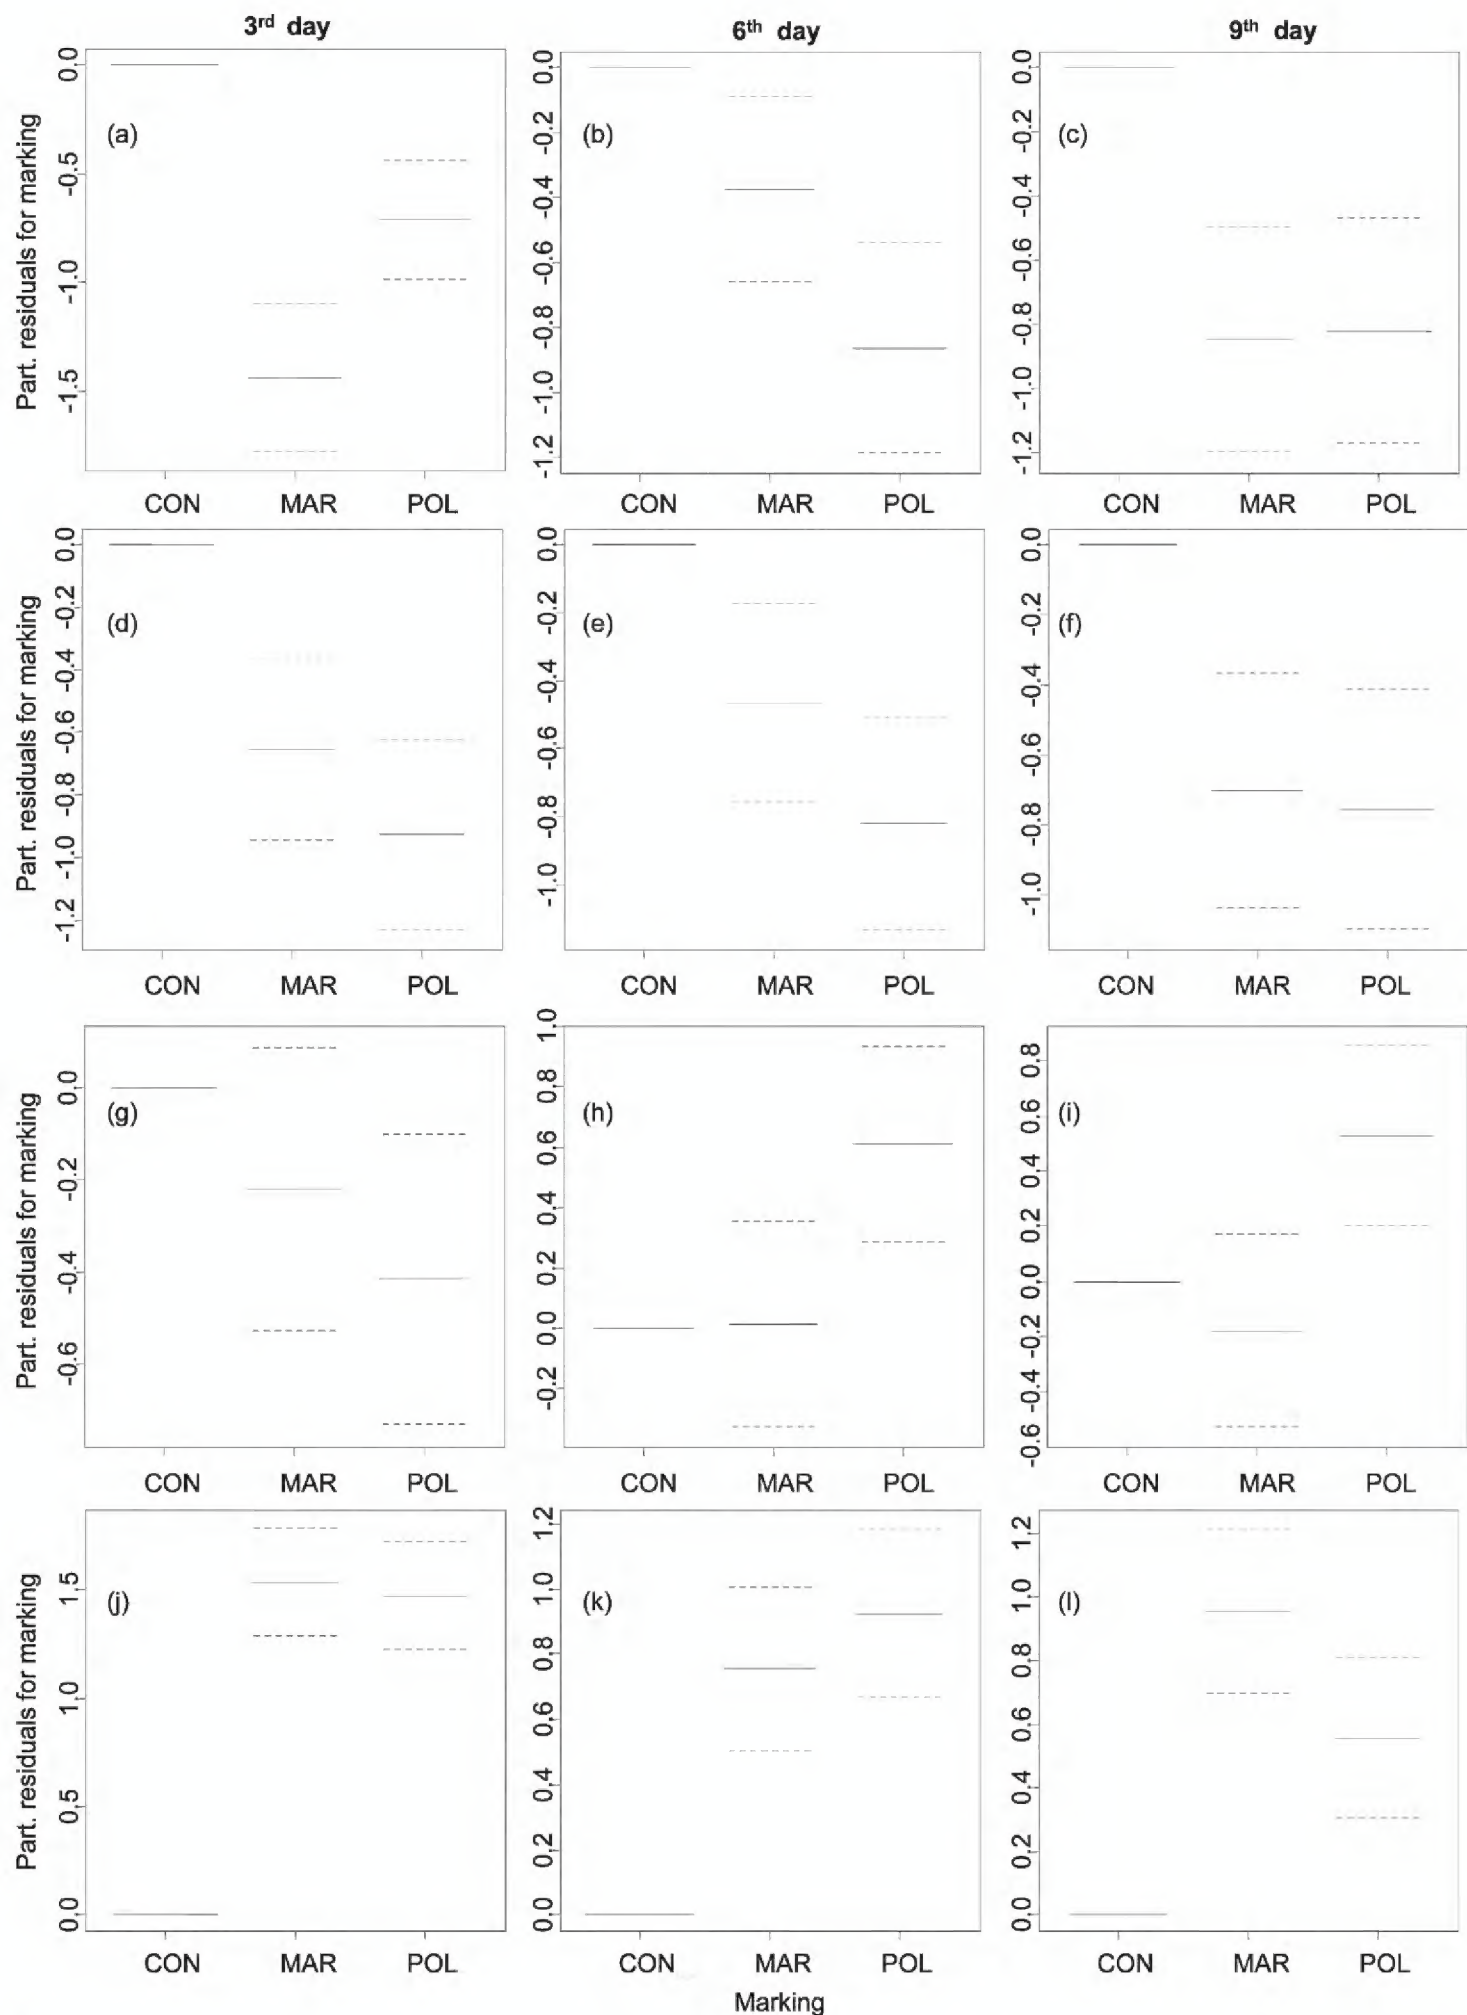 3rd day
6th day
9th day
Part. residuals for marking
0.0
-0.5
-1.0
-1.5
(a)
CON MAR POL
0.0
-0.2
-0.4
-0.6
-0.8
-1.0
-1.2
(b)
CON MAR POL
0.0
-0.2
-0.4
-0.6
-0.8
-1.0
-1.2
(c)
CON MAR POL
Part. residuals for marking
0.0
-0.2
-0.4
-0.6
-0.8
-1.0
-1.2
(d)
CON MAR POL
0.0
-0.2
-0.4
-0.6
-0.8
-1.0
(e)
CON MAR POL
0.0
-0.2
-0.4
-0.6
-0.8
-1.0
(f)
CON MAR POL
Part. residuals for marking
0.0
-0.2
-0.4
-0.6
(g)
CON MAR POL
1.0
0.8
0.6
0.4
0.2
0.0
-0.2
(h)
CON MAR POL
0.8
0.6
0.4
0.2
0.0
-0.2
-0.4
-0.6
(i)
CON MAR POL
Part. residuals for marking
1.5
1.0
0.5
0.0
(j)
CON MAR POL
1.2
1.0
0.8
0.6
0.4
0.2
0.0
(k)
CON MAR POL
1.2
1.0
0.8
0.6
0.4
0.2
0.0
(l)
CON MAR POL
Marking